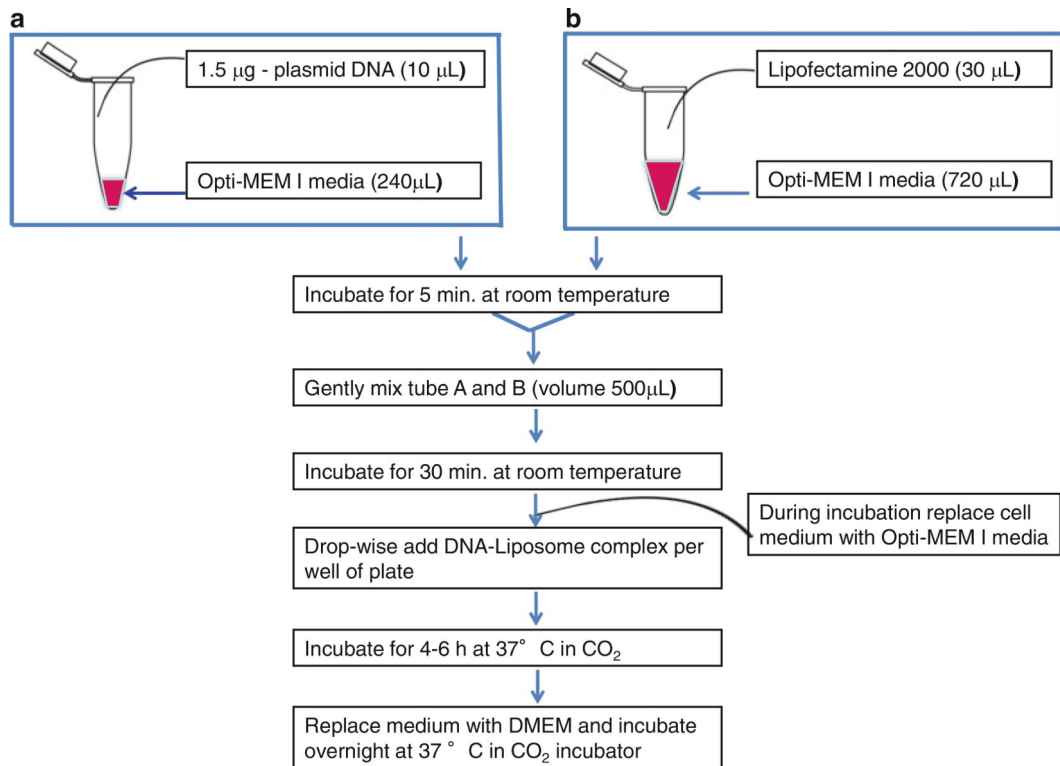 a
1.5 μg - plasmid DNA (10 μL)
Opti-MEM I media (240μL)
b
Lipofectamine 2000 (30 μL)
Opti-MEM I media (720 μL)
Incubate for 5 min. at room temperature
Gently mix tube A and B (volume 500μL)
Incubate for 30 min. at room temperature
During incubation replace cell
medium with Opti-MEM I media
Drop-wise add DNA-Liposome complex per
well of plate
Incubate for 4-6 h at 37° C in CO₂
Replace medium with DMEM and incubate
overnight at 37 ° C in CO₂ incubator